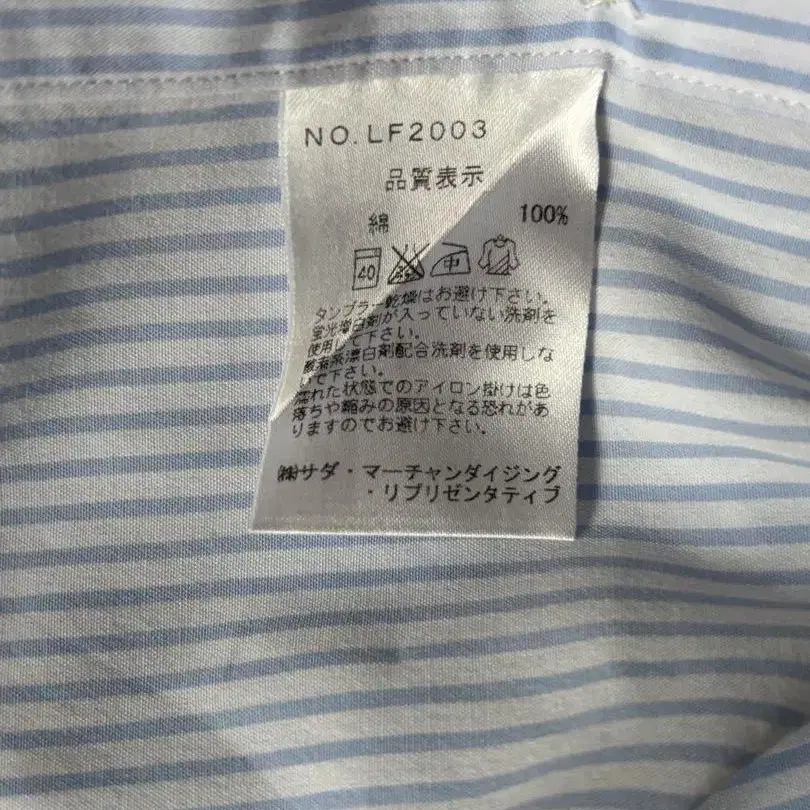 NO.LF2003
品質表示
綿 100%
40 中
タンブラー乾燥はお避け下さい。
蛍光増白剤が入っていない洗剤を
使用して下さい。
酸素系漂白剤配合洗剤を使用しな
いで下さい。
濡れた状態でのアイロン掛けは色
落ちや縮みの原因となる恐れがあ
りますのでお避け下さい。
㈱サダ・マーチャンダイジング
・リプリゼンタティブ